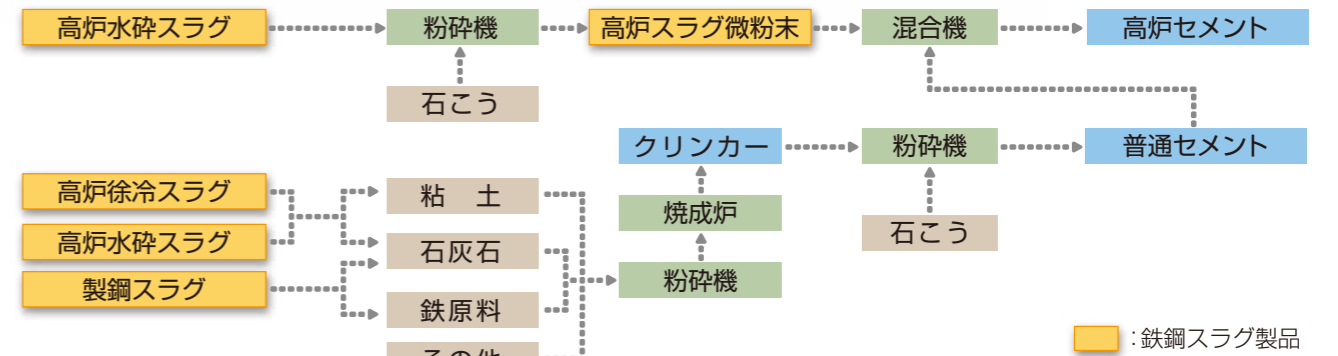 高炉水砕スラグ
粉砕機
高炉スラグ微粉末
混合機
高炉セメント
石こう
クリンカー
粉砕機
普通セメント
高炉徐冷スラグ
粘　土
焼成炉
石こう
高炉水砕スラグ
石灰石
粉砕機
製鋼スラグ
鉄原料
その他
：鉄鋼スラグ製品